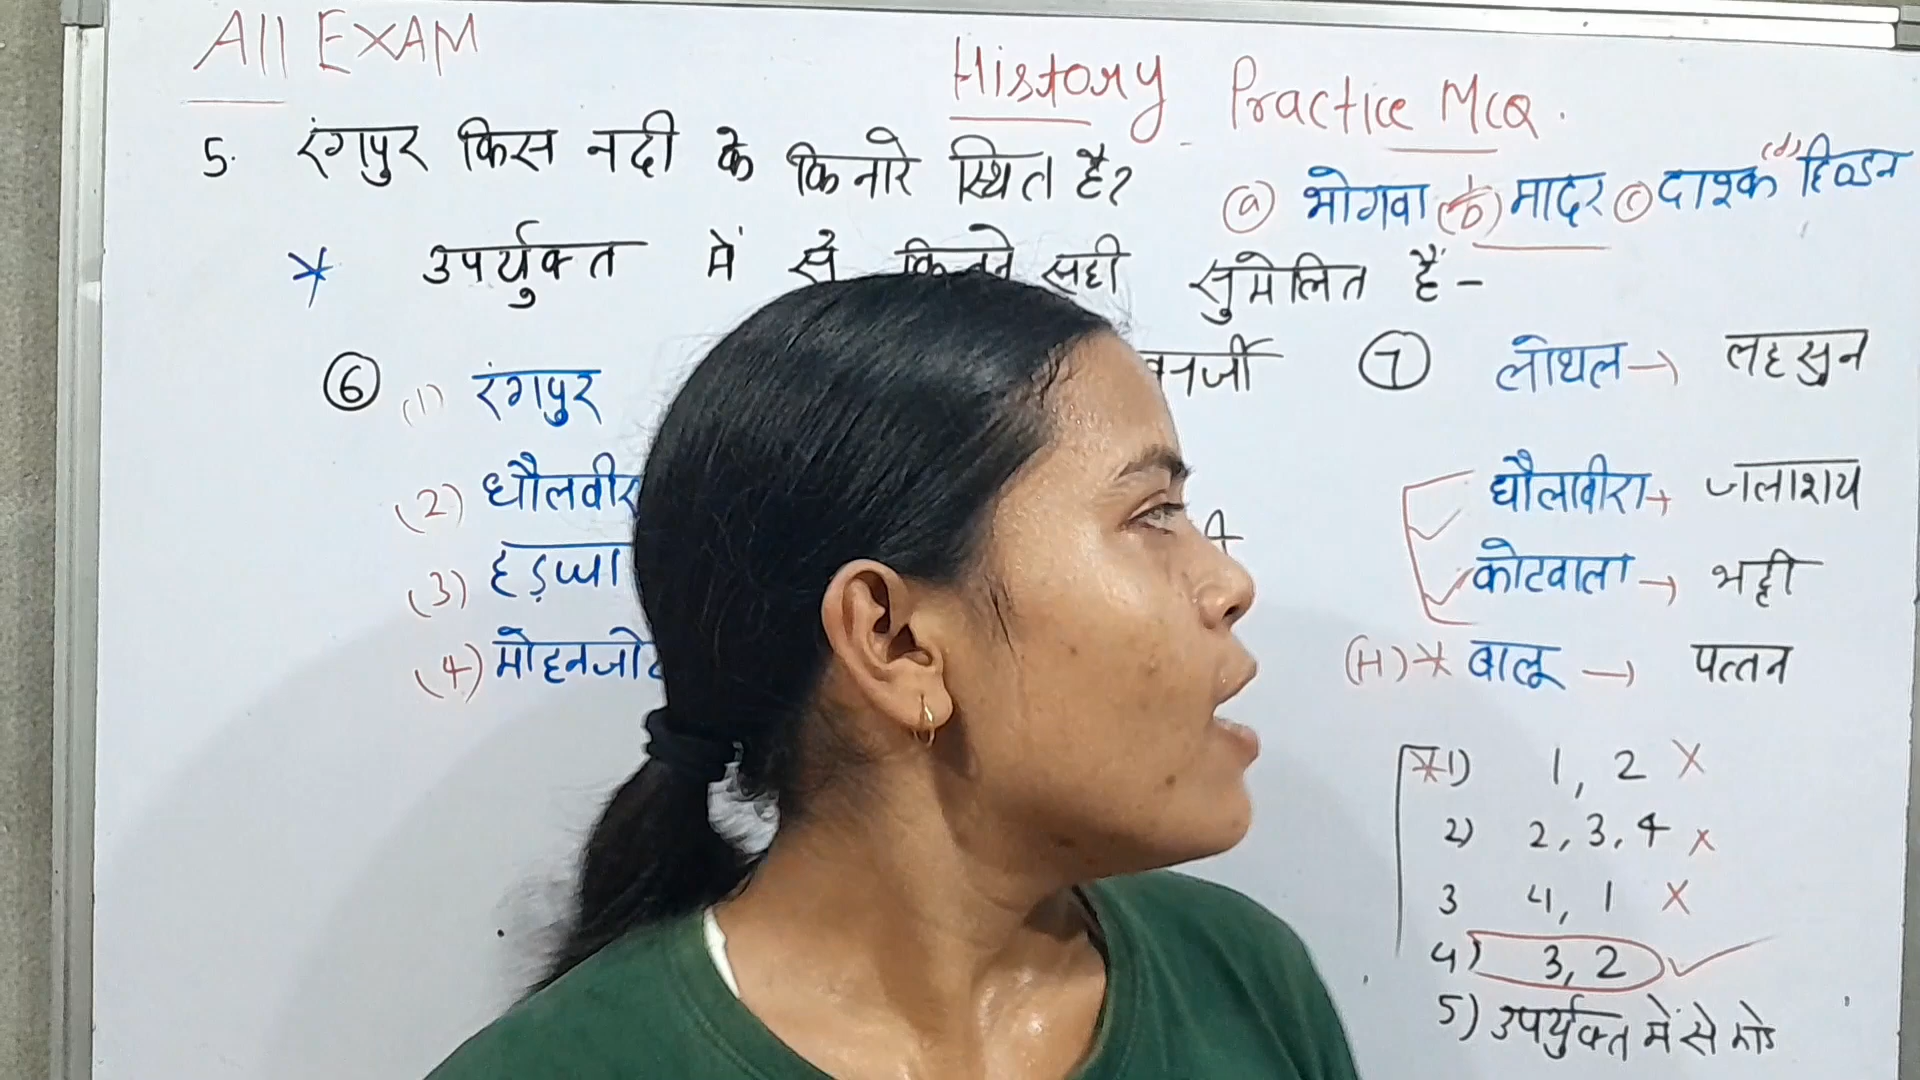 All EXAM
History Practice MCQ.
5. रंगपुर किस नदी के किनारे स्थित है?
(a) भोगवा (b) मादर (c) दाश्क (d) हिण्डन
* उपर्युक्त में से कितने सही सुमेलित हैं -
6 (1) रंगपुर
(2) धौलवीर
(3) हड़प्पा
(4) मोहनजो
7 लोथल → लहसुन
धौलावीरा → जलाशय
कोटवाला → भट्टी
(H) * बालू → पत्तन
*1) 1, 2 X
2) 2, 3, 4 X
3 4, 1 X
4) 3, 2 ✓
5) उपर्युक्त में से